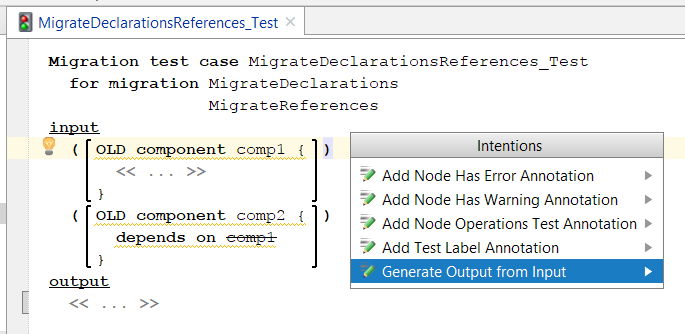 MigrateDeclarationsReferences_Test
Migration test case MigrateDeclarationsReferences_Test
for migration MigrateDeclarations
MigrateReferences
input
( [ OLD component comp1 { ] )
<< ... >>
}
( [ OLD component comp2 { ] )
depends on comp1
}
output
<< ... >>
Intentions
Add Node Has Error Annotation
Add Node Has Warning Annotation
Add Node Operations Test Annotation
Add Test Label Annotation
Generate Output from Input